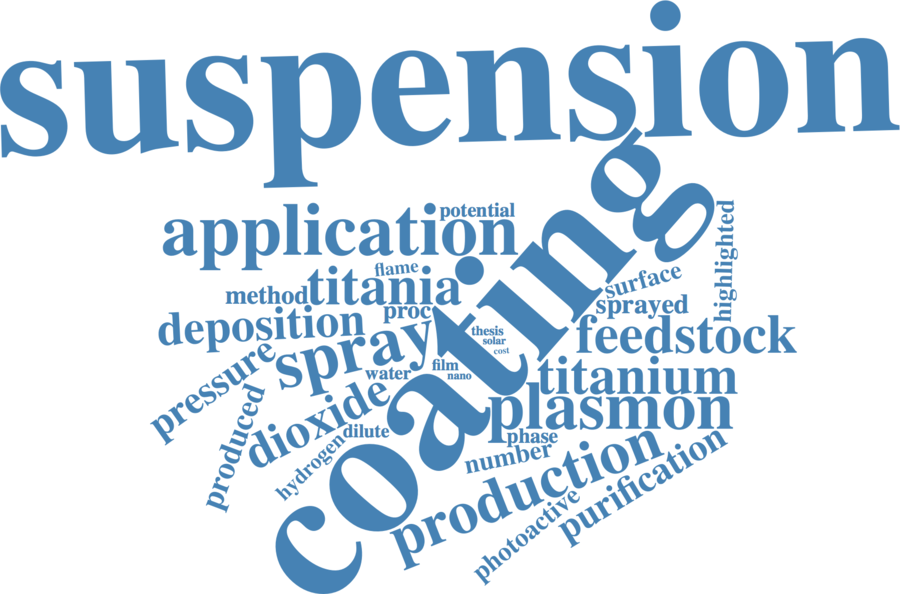 suspension
coating
application
potential
highlighted
flame
titania
method
proc
surface
sprayed
deposition
spray
thesis
solar
cost
feedstock
pressure
water
film
nano
titanium
produced
dioxide
plasmon
dilute
phase
hydrogen
number
production
purification
photoactive